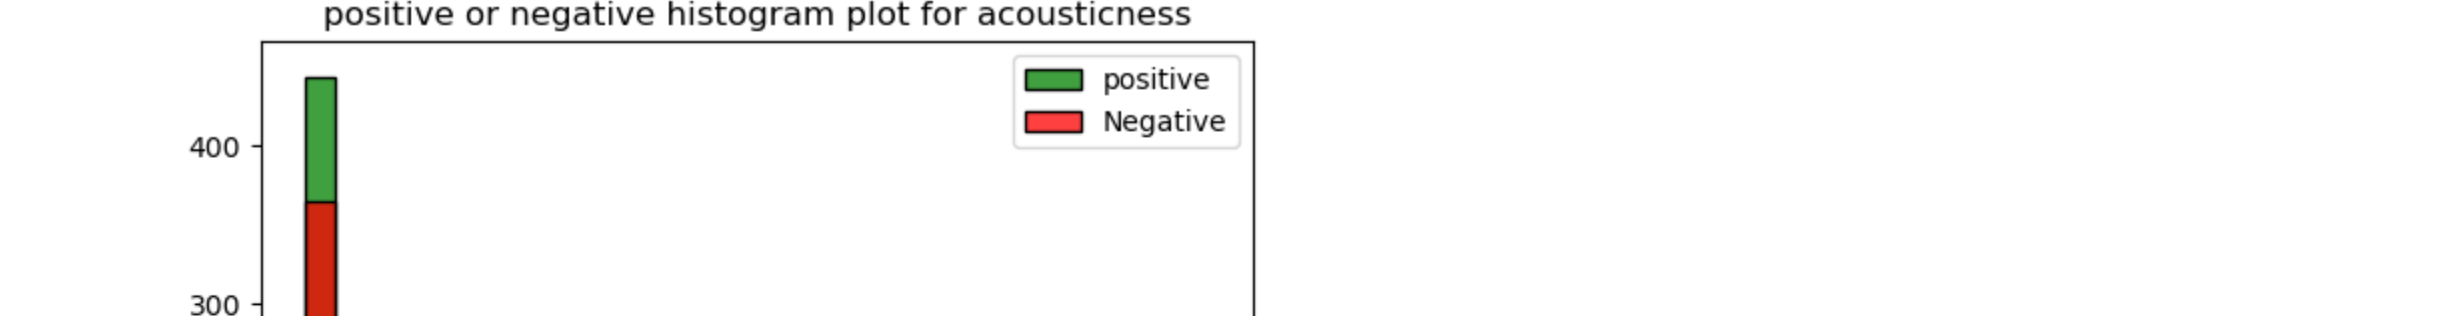 positive or negative histogram plot for acousticness
positive
Negative
400
300